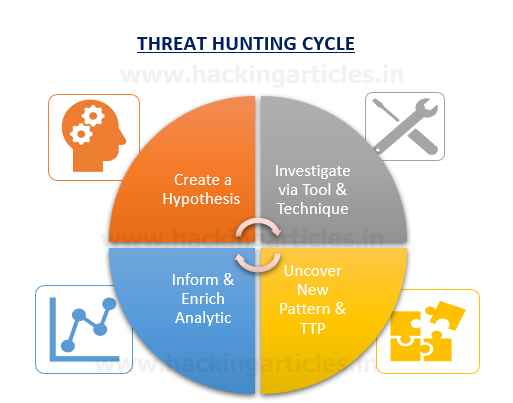 THREAT HUNTING CYCLE
www.hackingarticles.in
Create a
Hypothesis
Investigate
via Tool &
Technique
www.hackingarticles.in
Inform &
Enrich
Analytic
Uncover
New
Pattern &
TTP
www.hackingarticles.in